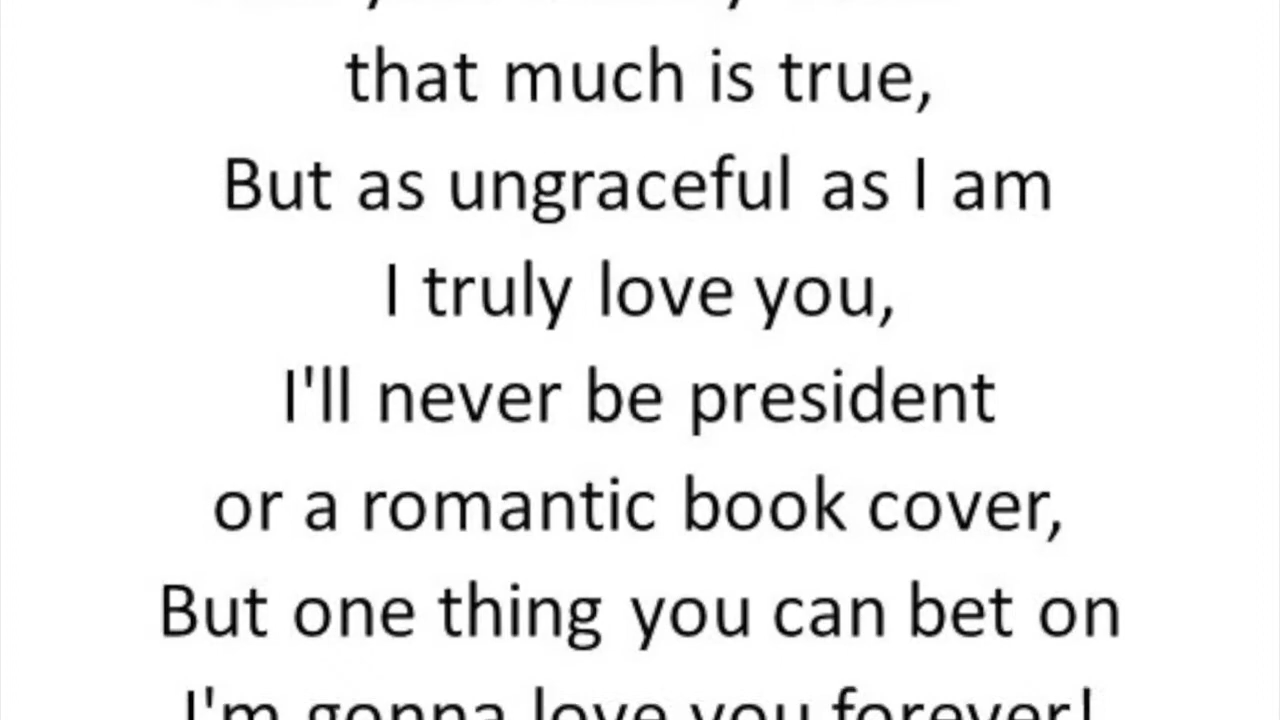 that much is true,
But as ungraceful as I am
I truly love you,
I'll never be president
or a romantic book cover,
But one thing you can bet on
I'm gonna love you forever!